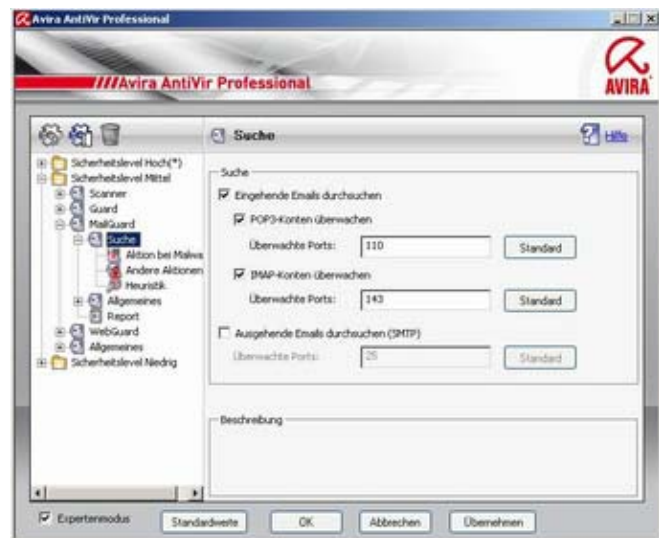 Avira AntiVir Professional
Avira AntiVir Professional
AVIRA
Suche
Hilfe
Sicherheitslevel Hoch(*)
Sicherheitslevel Mittel
Scanner
Guard
MailGuard
Suche
Aktion bei Malwa
Andere Aktionen
Heuristik
Allgemeines
Report
WebGuard
Allgemeines
Sicherheitslevel Niedrig
Suche
Eingehende Emails durchsuchen
POP3-Konten überwachen
Überwachte Ports: 110 Standard
IMAP-Konten überwachen
Überwachte Ports: 143 Standard
Ausgehende Emails durchsuchen (SMTP)
Überwachte Ports: 25 Standard
Beschreibung
Expertenmodus Standardwerte OK Abbrechen Übernehmen